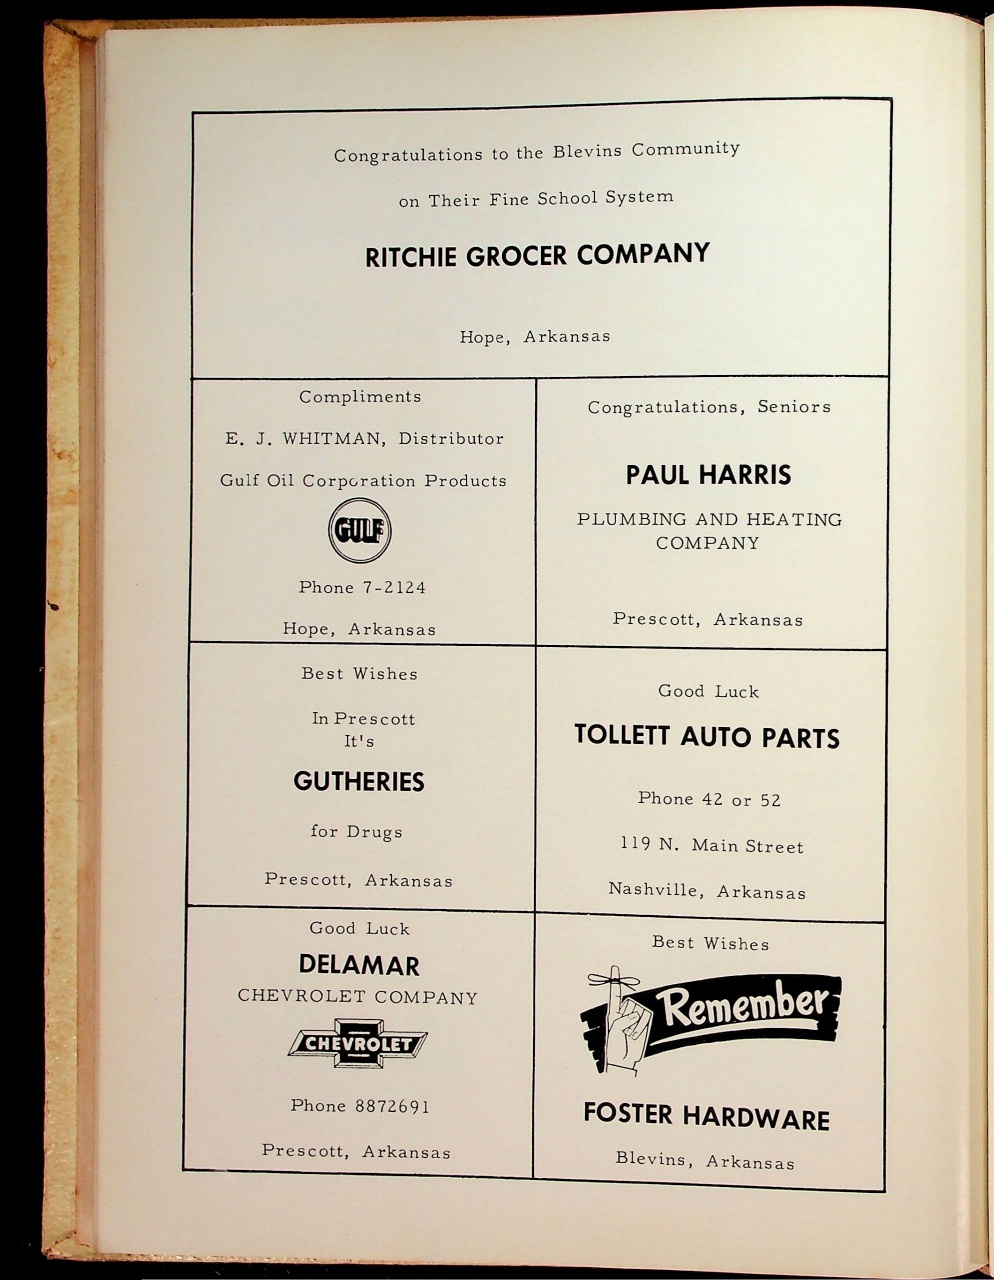 Congratulations to the Blevins Community
on Their Fine School System
RITCHIE GROCER COMPANY
Hope, Arkansas
Compliments
E. J. WHITMAN, Distributor
Gulf Oil Corporation Products
GULF
Phone 7-2124
Hope, Arkansas
Congratulations, Seniors
PAUL HARRIS
PLUMBING AND HEATING
COMPANY
Prescott, Arkansas
Best Wishes
In Prescott
It's
GUTHERIES
for Drugs
Prescott, Arkansas
Good Luck
TOLLETT AUTO PARTS
Phone 42 or 52
119 N. Main Street
Nashville, Arkansas
Good Luck
DELAMAR
CHEVROLET COMPANY
CHEVROLET
Phone 8872691
Prescott, Arkansas
Best Wishes
Remember
FOSTER HARDWARE
Blevins, Arkansas